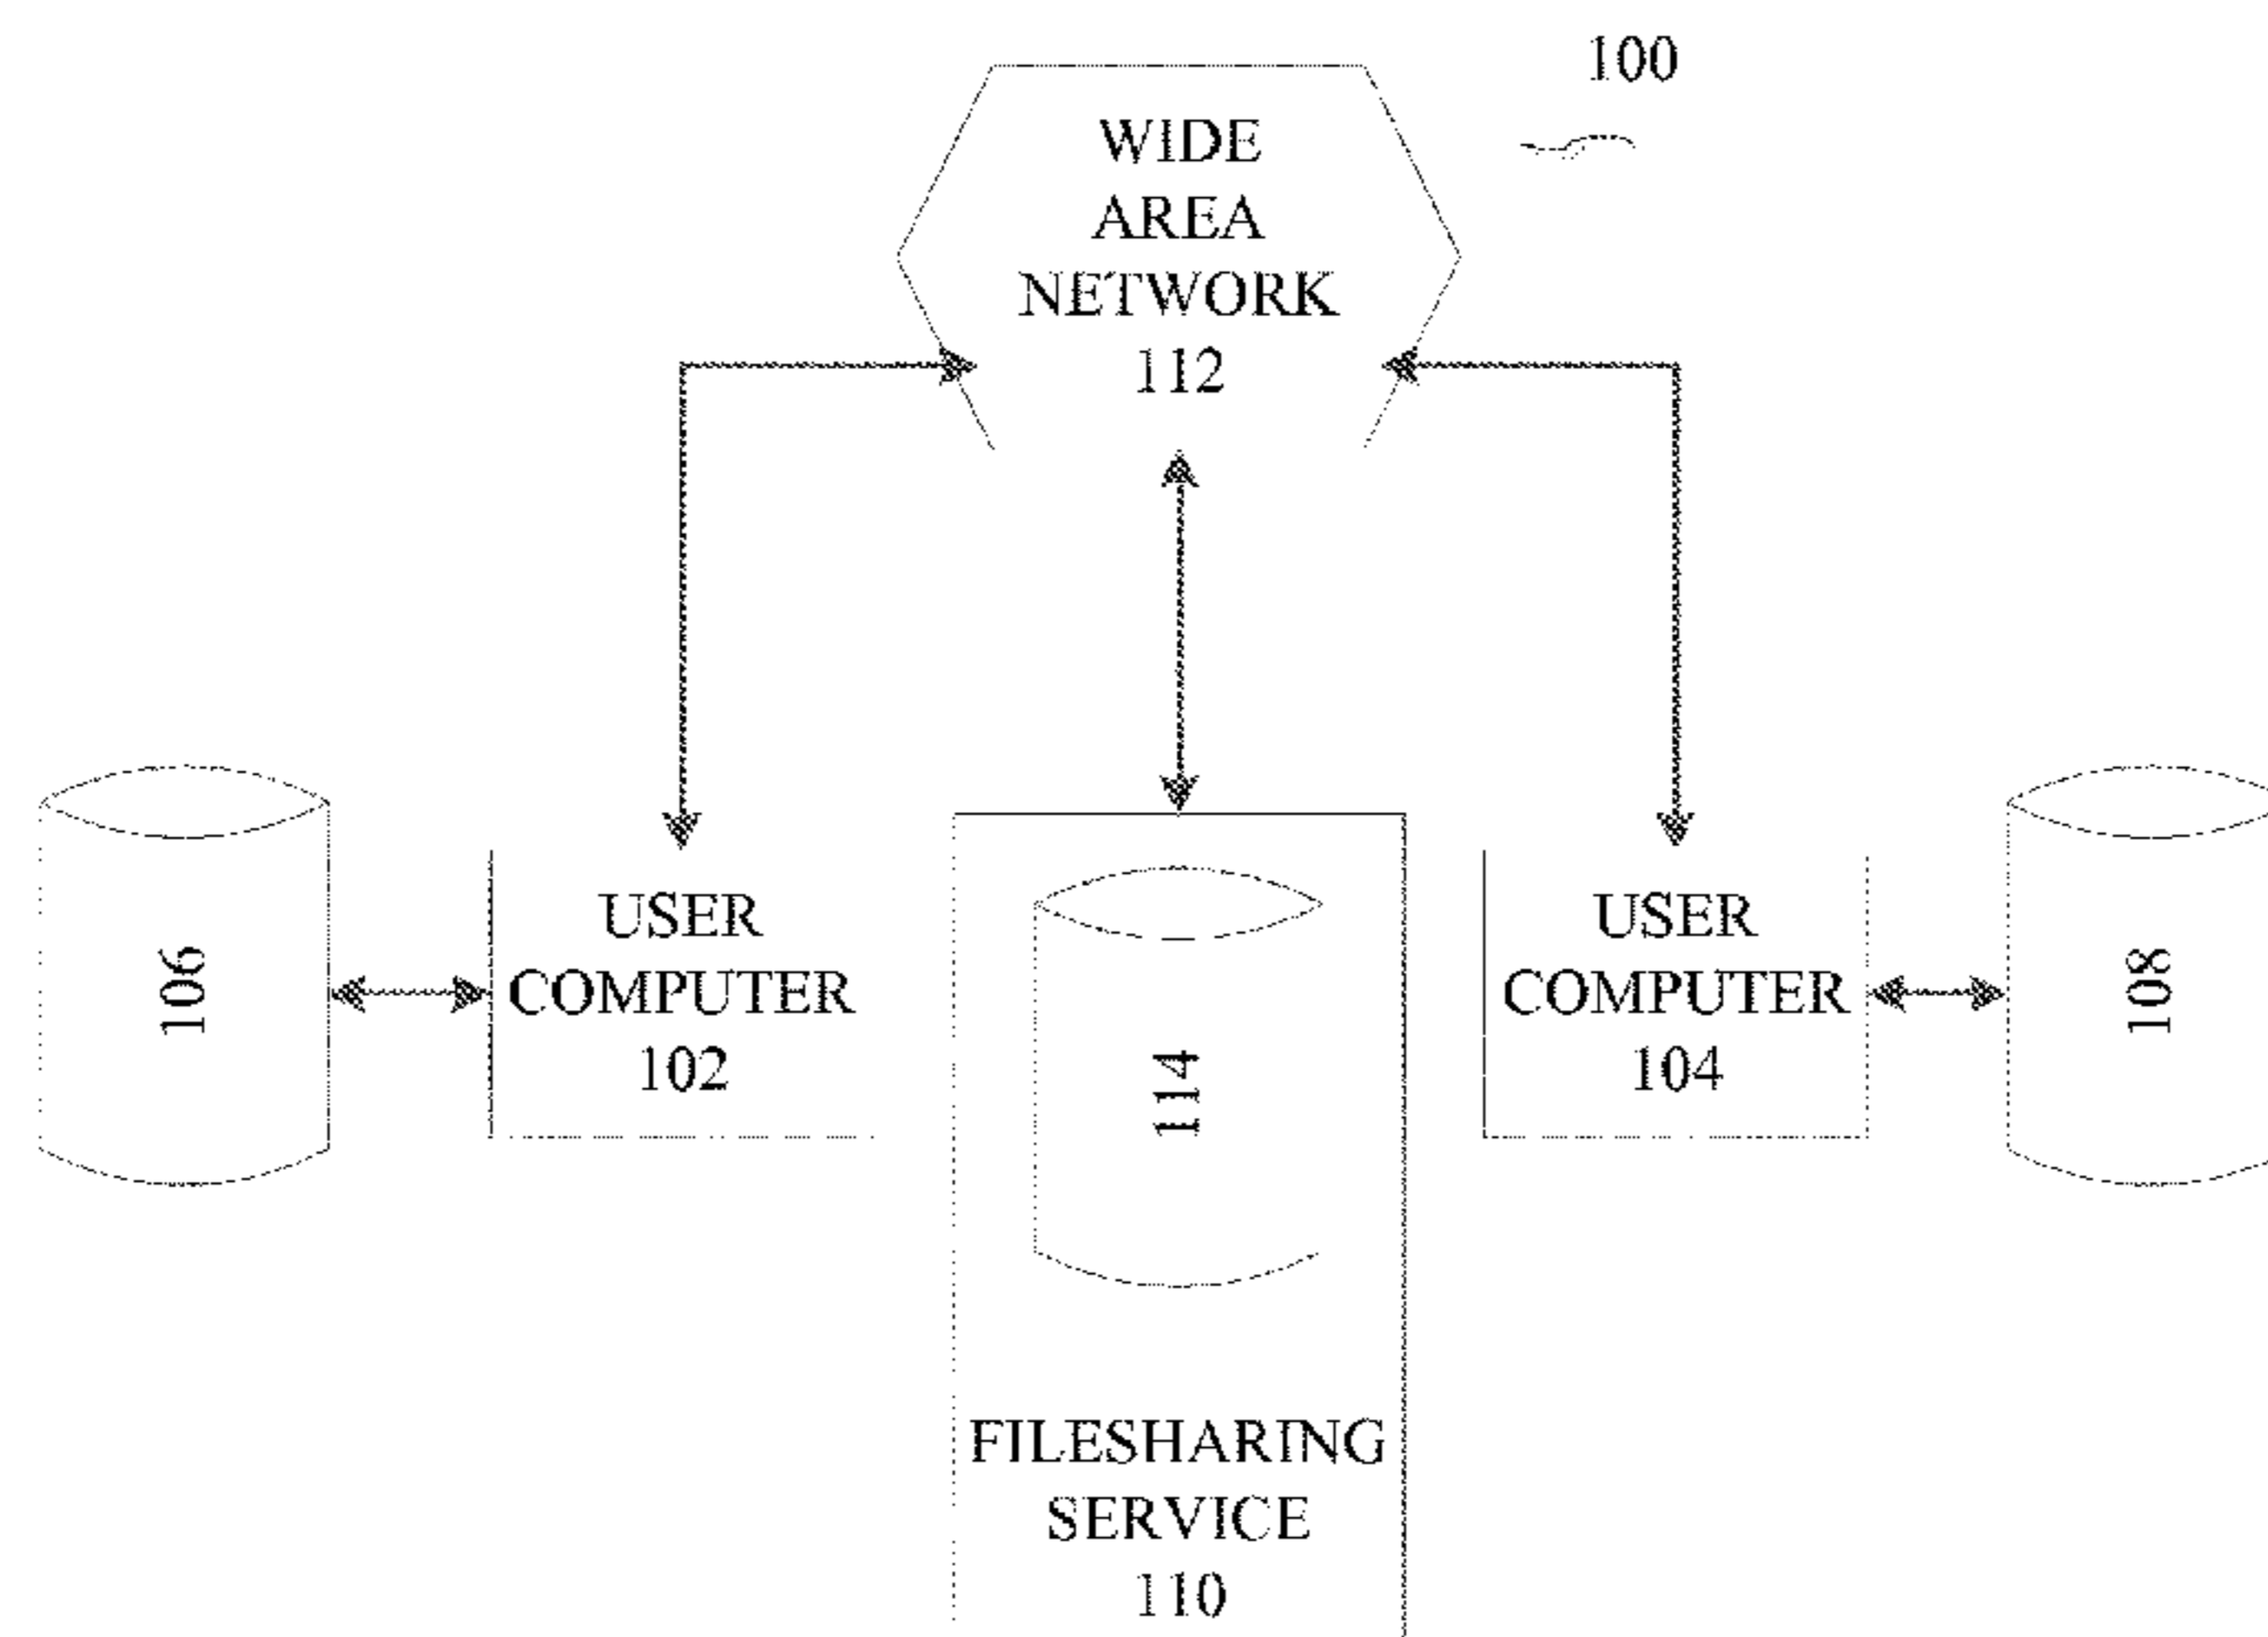 100
WIDE
AREA
NETWORK
112
106
USER
COMPUTER
102
114
FILESHARING
SERVICE
110
USER
COMPUTER
104
108